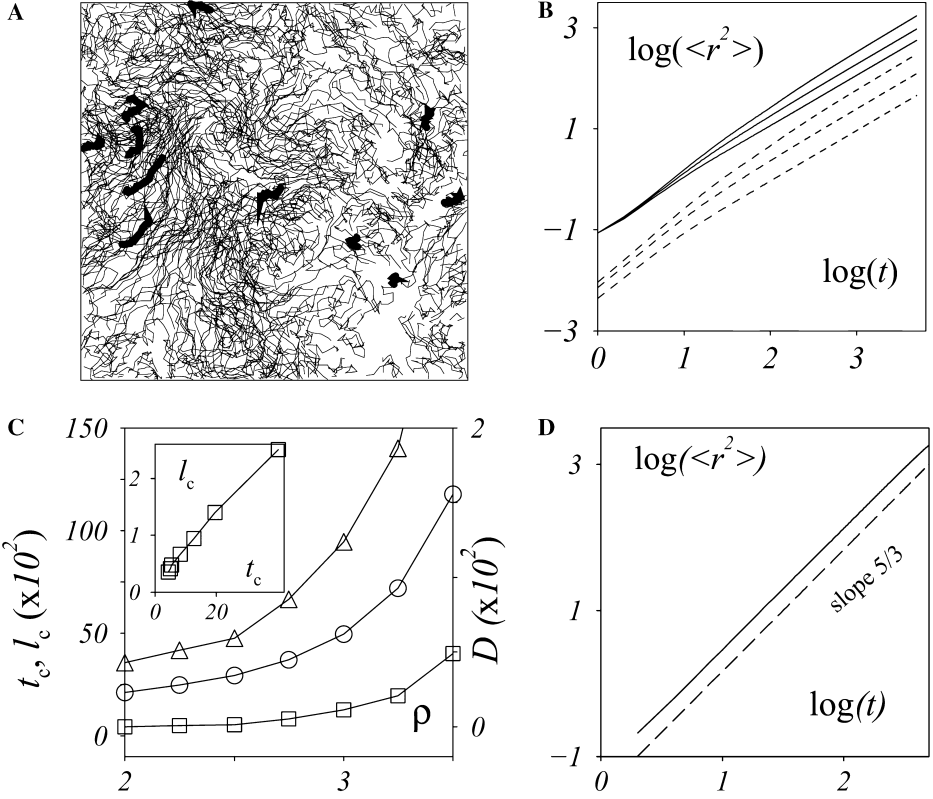 A
B
3
log(<r²>)
1
−1
log(t)
−3
0 1 2 3
C
150
100
50
0
t_c, l_c (x10²)
2
l_c
2
1
0
0 20
t_c
2
0
D (x10²)
ρ
2 3
D
3
log(<r²>)
1
slope 5/3
log(t)
−1
0 1 2